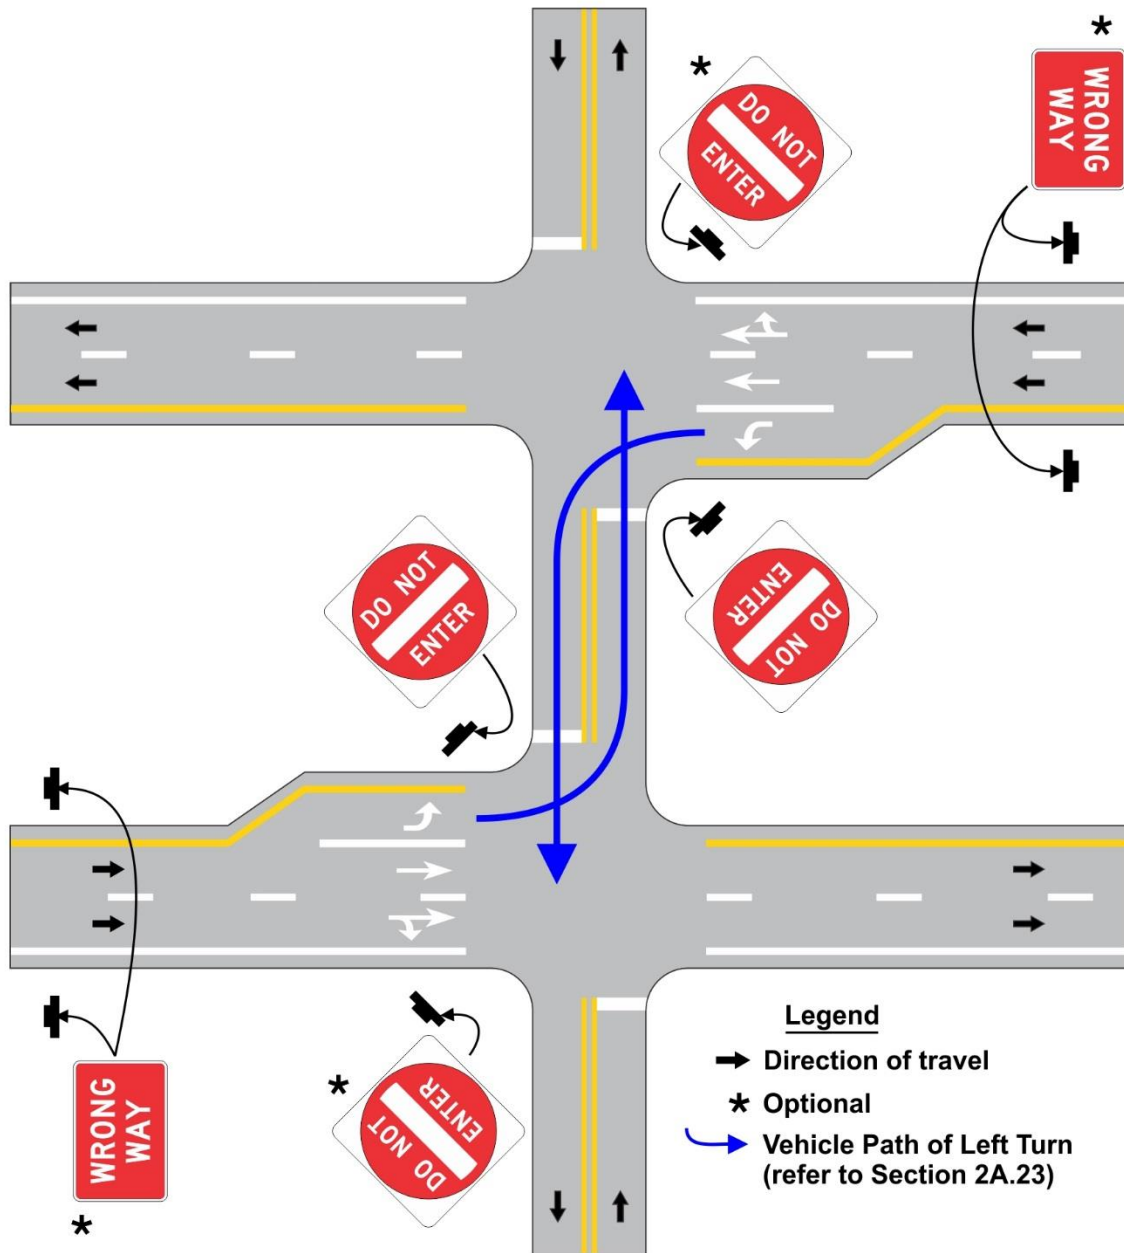 *
WRONG
WAY
*
DO NOT
ENTER
DO NOT
ENTER
DO NOT
ENTER
WRONG
WAY
*
*
DO NOT
ENTER
Legend
Direction of travel
* Optional
Vehicle Path of Left Turn
(refer to Section 2A.23)